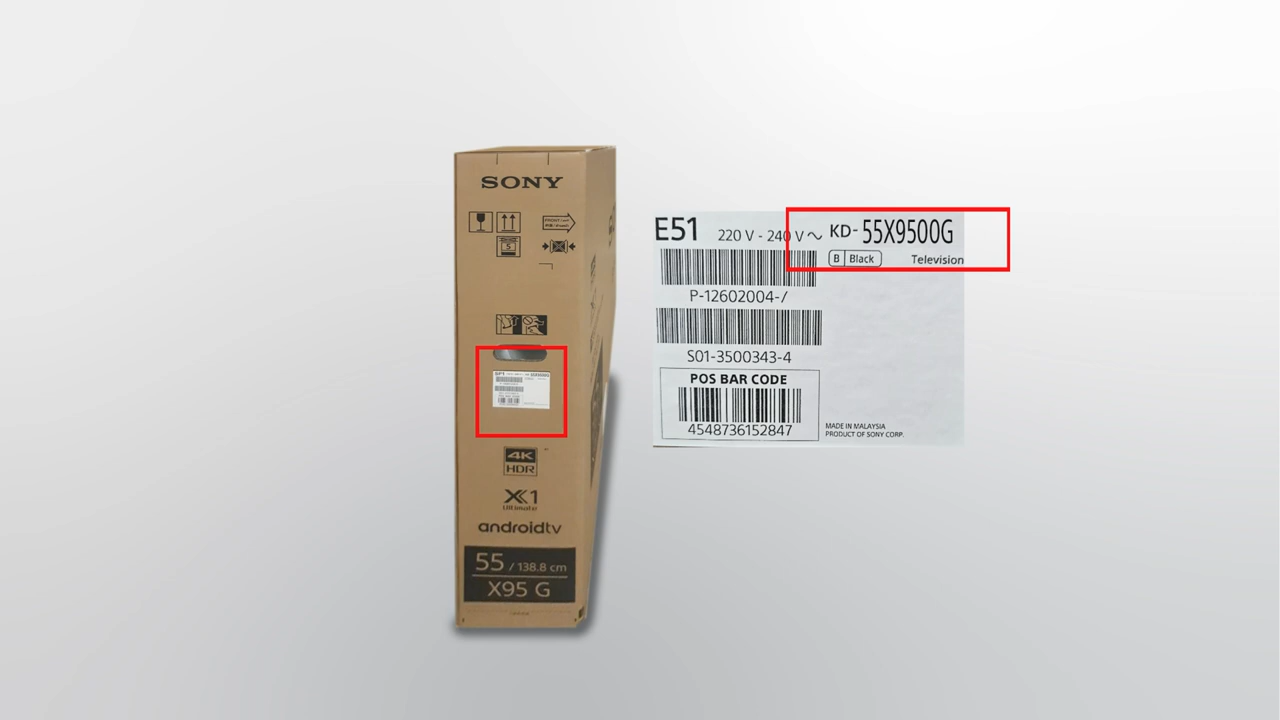 SONY
4K
HDR
X1
Ultimate
androidtv
55 / 138.8 cm
X95 G
E51 220 V - 240 V ~ KD- 55X9500G
B Black Television
P-12602004-/
S01-3500343-4
POS BAR CODE
4548736152847
MADE IN MALAYSIA
PRODUCT OF SONY CORP.